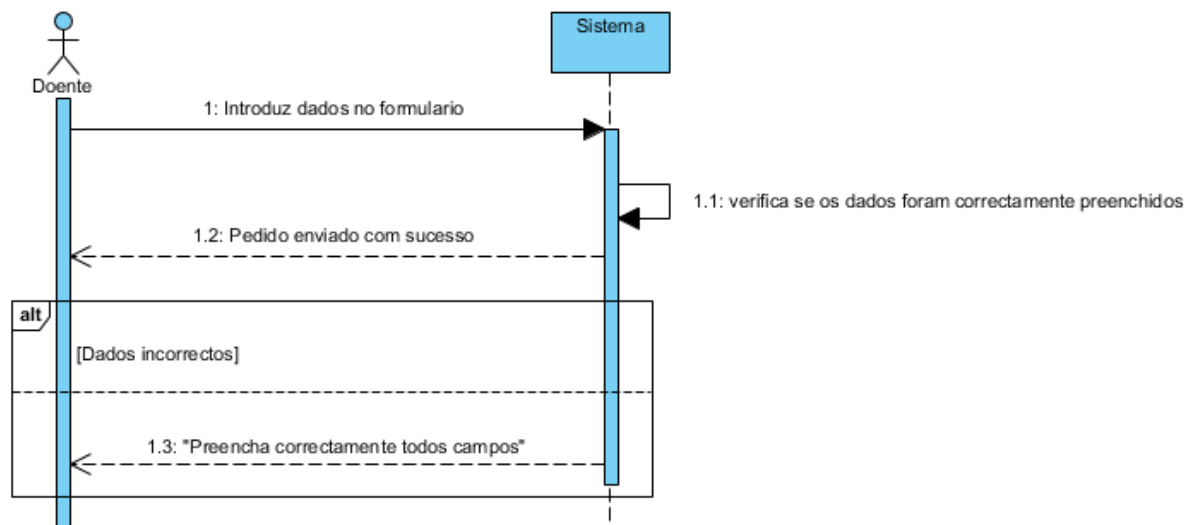 Sistema
Doente
1: Introduz dados no formulario
1.1: verifica se os dados foram correctamente preenchidos
1.2: Pedido enviado com sucesso
alt
[Dados incorrectos]
1.3: "Preencha correctamente todos campos"